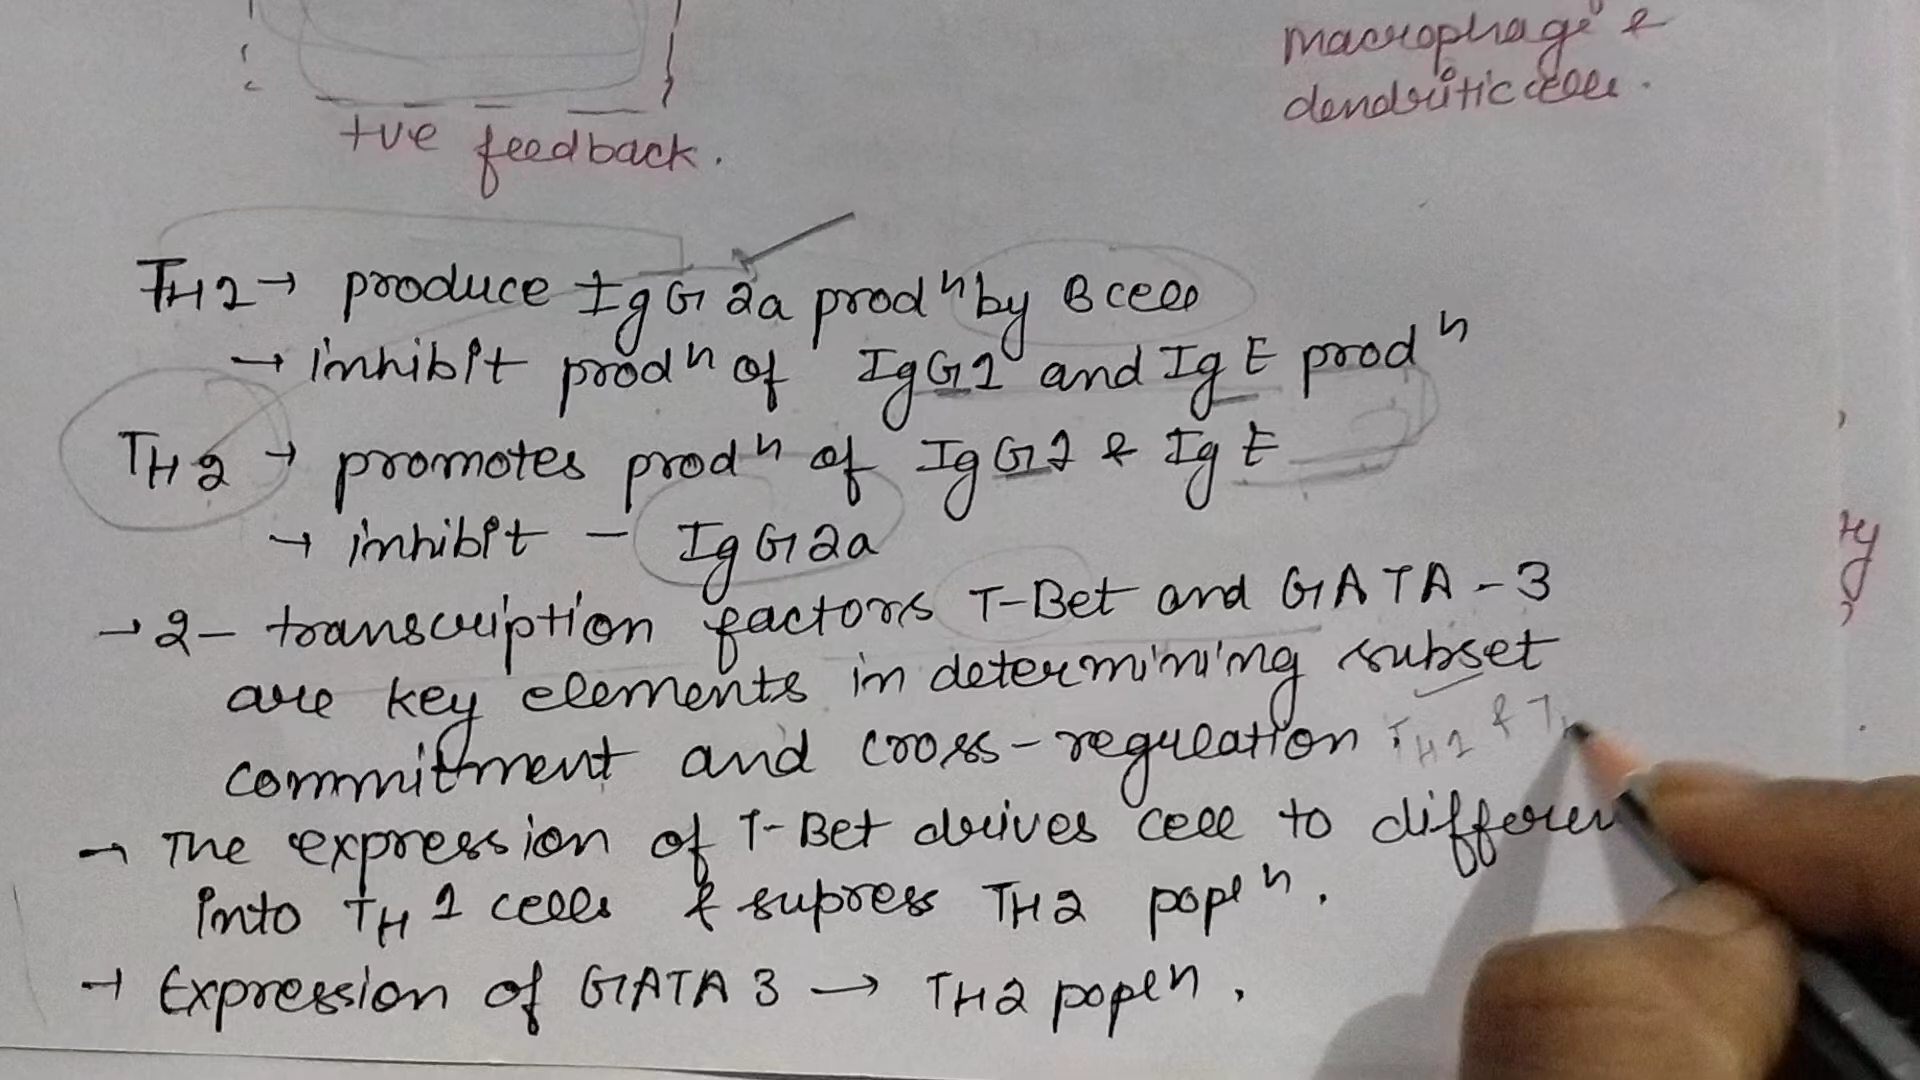 macrophage &
dendritic cells.
+ve feedback.
TH1 → produce IgG2a prodⁿ by B cells
→ inhibit prodⁿ of IgG1 and IgE prodⁿ
TH2 → promotes prodⁿ of IgG1 & IgE
→ inhibit – IgG2a
→ 2 – transcription factors T-Bet and GATA-3
are key elements in determining subset
commitment and cross-regulation. TH1 & T
→ The expression of T-Bet drives cell to differen
into TH1 cells & supress TH2 popln.
→ Expression of GATA 3 → TH2 popln.